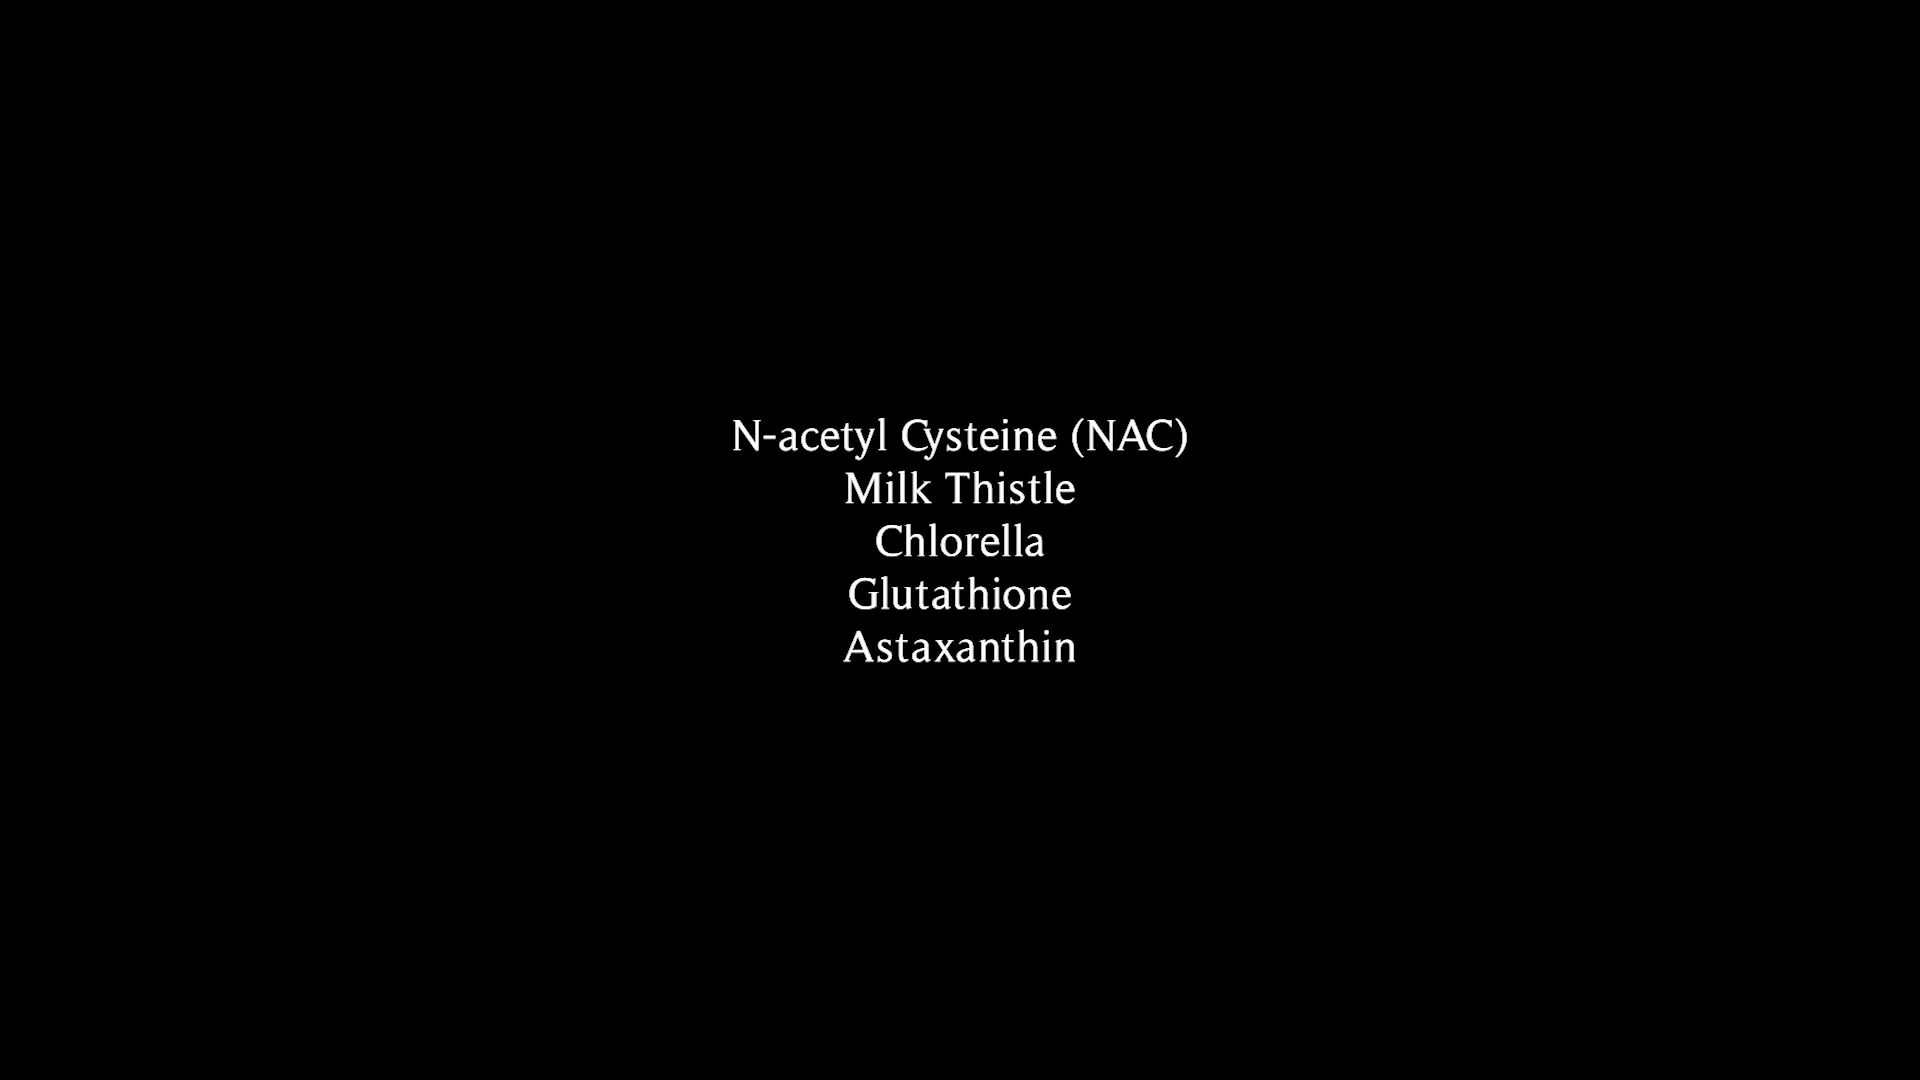 N-acetyl Cysteine (NAC)
Milk Thistle
Chlorella
Glutathione
Astaxanthin